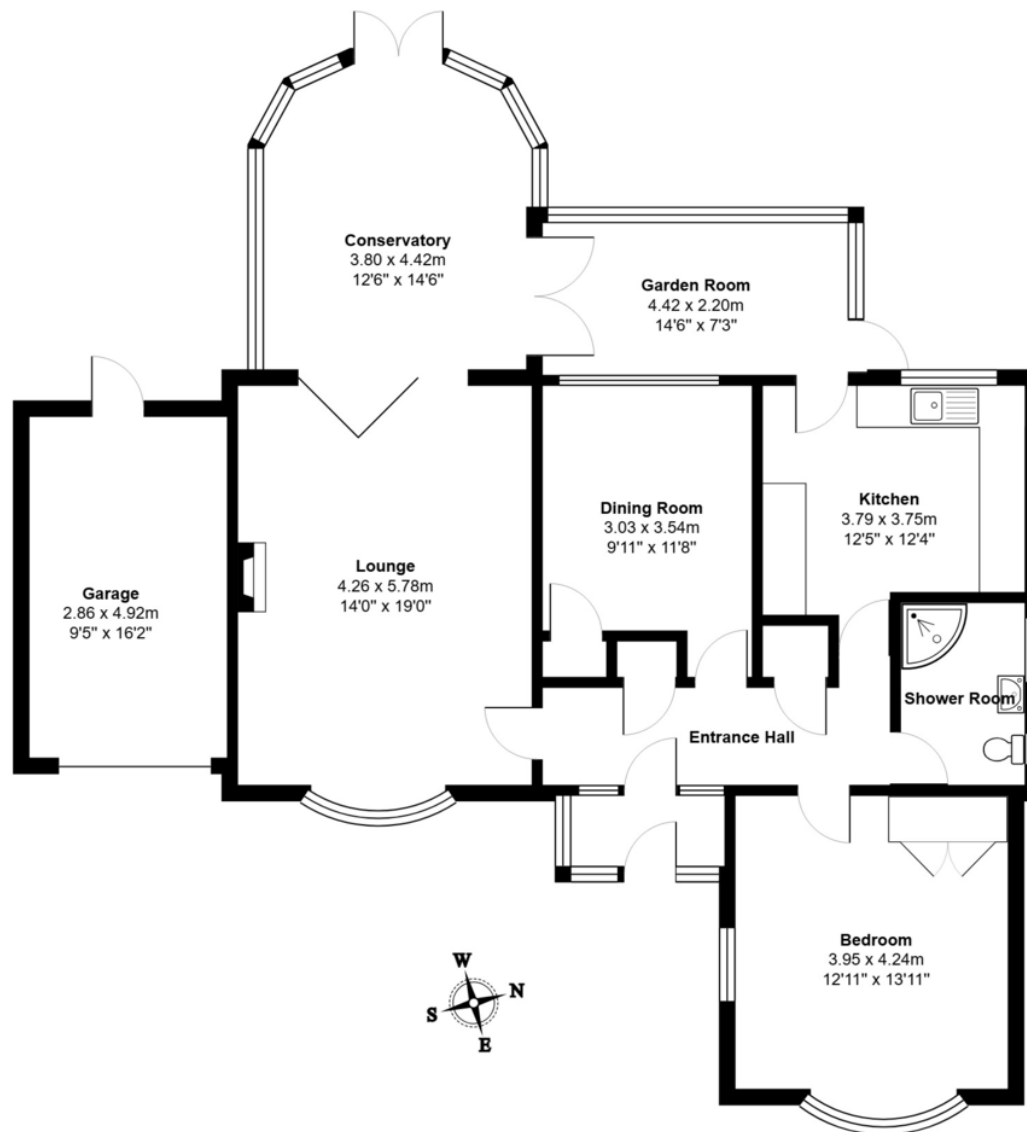 Conservatory
3.80 x 4.42m
12'6" x 14'6"
Garden Room
4.42 x 2.20m
14'6" x 7'3"
Dining Room
3.03 x 3.54m
9'11" x 11'8"
Kitchen
3.79 x 3.75m
12'5" x 12'4"
Lounge
4.26 x 5.78m
14'0" x 19'0"
Garage
2.86 x 4.92m
9'5" x 16'2"
Shower Room
Entrance Hall
Bedroom
3.95 x 4.24m
12'11" x 13'11"
W
N
S
E